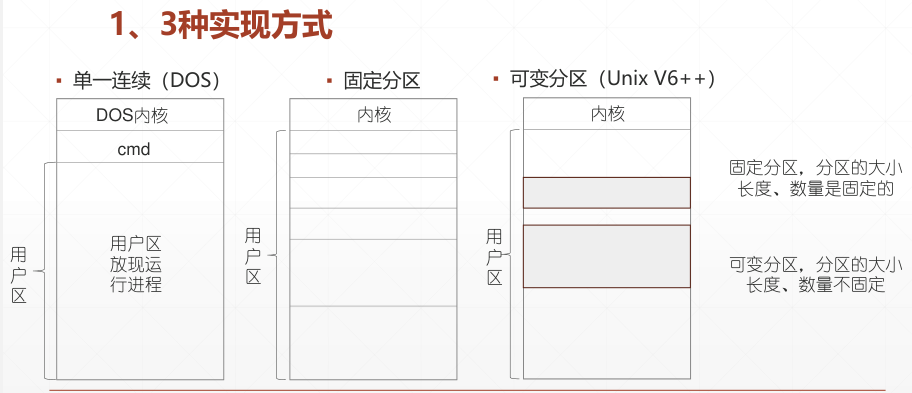 1、3种实现方式
▪ 单一连续（DOS）
DOS内核
cmd
用户区
放现运
行进程
用
户
区
▪ 固定分区
内核
用
户
区
▪ 可变分区（Unix V6++）
内核
用
户
区
固定分区，分区的大小
长度、数量是固定的
可变分区，分区的大小
长度、数量不固定